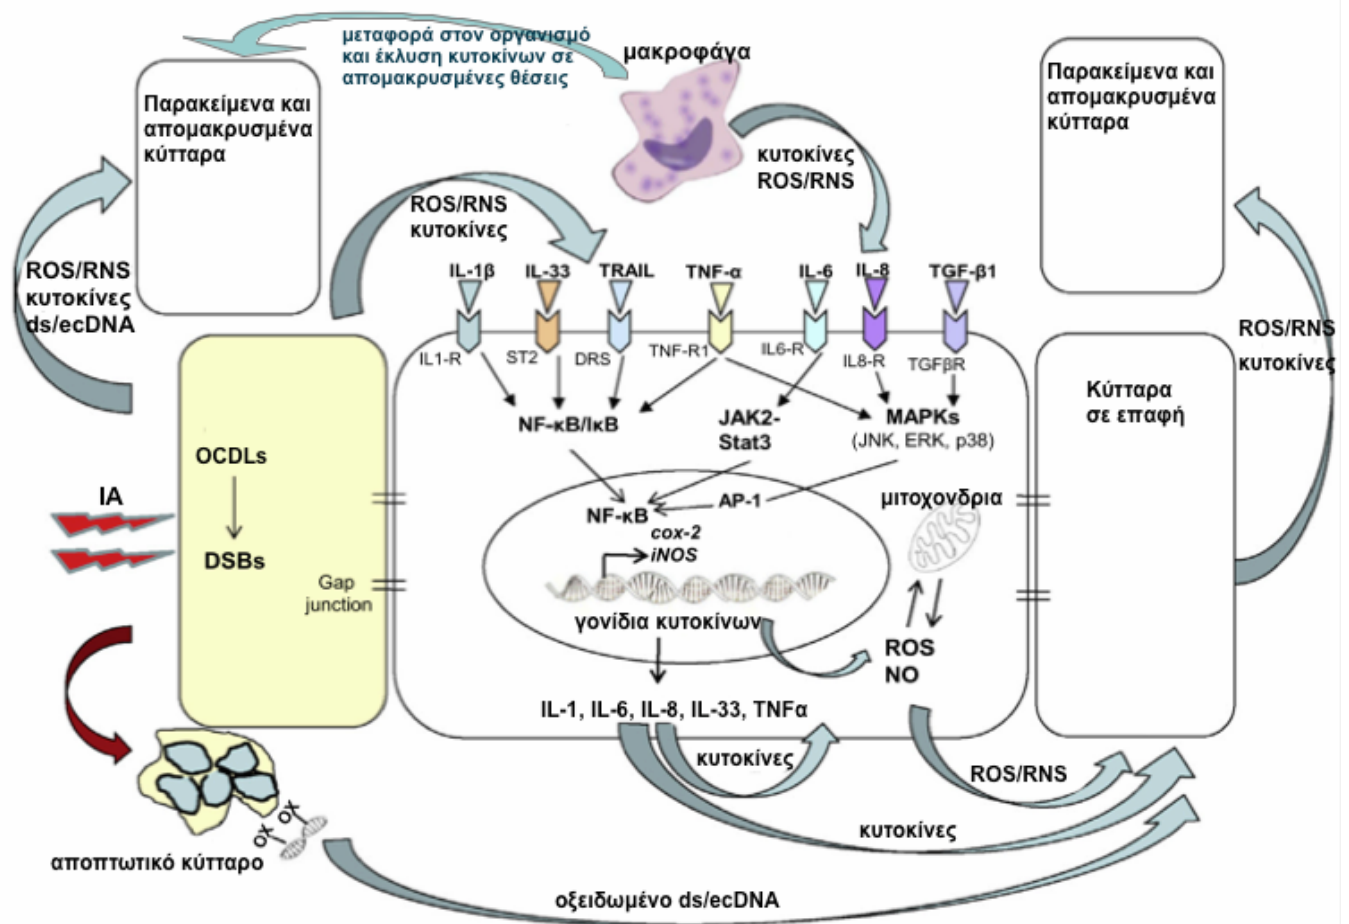 μεταφορά στον οργανισμό
και έκλυση κυτοκίνων σε
απομακρυσμένες θέσεις
μακροφάγα
Παρακείμενα και
απομακρυσμένα
κύτταρα
Παρακείμενα και
απομακρυσμένα
κύτταρα
κυτοκίνες
ROS/RNS
ROS/RNS
κυτοκίνες
ROS/RNS
κυτοκίνες
ds/ecDNA
IL-1β IL-33 TRAIL TNF-α IL-6 IL-8 TGF-β1
ROS/RNS
κυτοκίνες
IL1-R ST2 DRS TNF-R1 IL6-R IL8-R TGFβR
Κύτταρα
σε επαφή
NF-κB/IκB
JAK2-
Stat3
MAPKs
(JNK, ERK, p38)
OCDLs
DSBs
IA
Gap
junction
NF-κB
AP-1
μιτοχονδρια
cox-2
iNOS
γονίδια κυτοκίνων
ROS
NO
IL-1, IL-6, IL-8, IL-33, TNFα
κυτοκίνες
ROS/RNS
κυτοκίνες
ox
ox
αποπτωτικό κύτταρο
οξειδωμένο ds/ecDNA